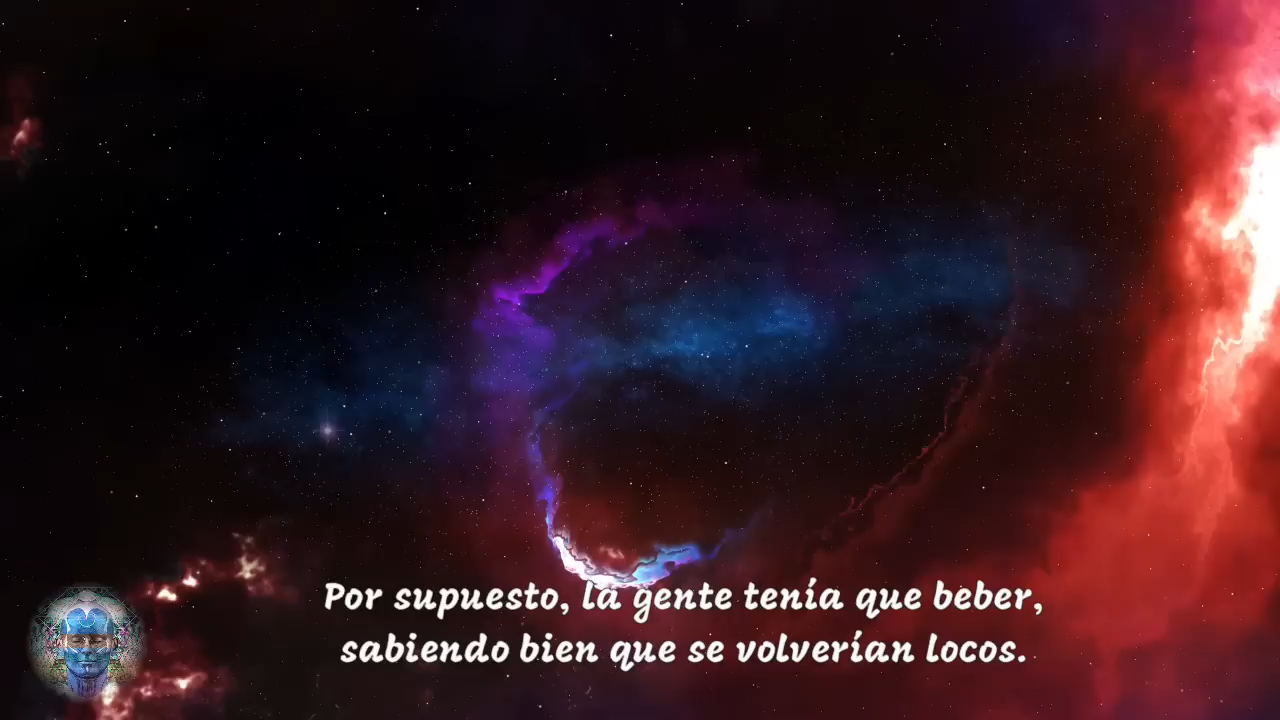 Por supuesto, la gente tenía que beber,
sabiendo bien que se volverían locos.